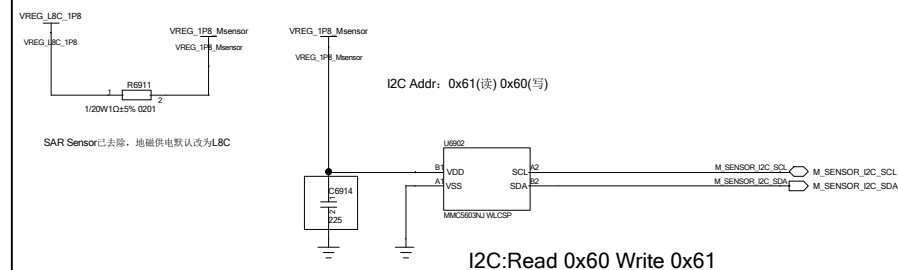 VREG_L8C_1P8
VREG_L8C_1P8
VREG_1P8_Msensor
VREG_1P8_Msensor
VREG_1P8_Msensor
VREG_1P8_Msensor
R6911
1
2
1/20W1Ω±5% 0201
I2C Addr：0x61(读) 0x60(写)
SAR Sensor已去除，地磁供电默认改为L8C
U6902
B1
VDD
SCL
A2
M_SENSOR_I2C_SCL
M_SENSOR_I2C_SCL
A1
VSS
SDA
B2
M_SENSOR_I2C_SDA
M_SENSOR_I2C_SDA
MMC5603NJ WLCSP
C6914
1
2
225
I2C:Read 0x60 Write 0x61